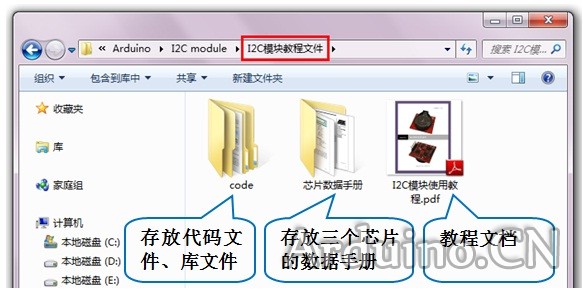 « Arduino ▸ I2C module ▸ I2C模块教程文件 ▸
搜索 I2C模...
组织 包含到库中 共享 新建文件夹
收藏夹
库
家庭组
计算机
本地磁盘 (C:)
本地磁盘 (D:)
本地磁盘 (E:)
code
芯片数据手册
I2C模块使用教
程.pdf
存放代码文
件、库文件
存放三个芯片
的数据手册
教程文档
Arduino.CN